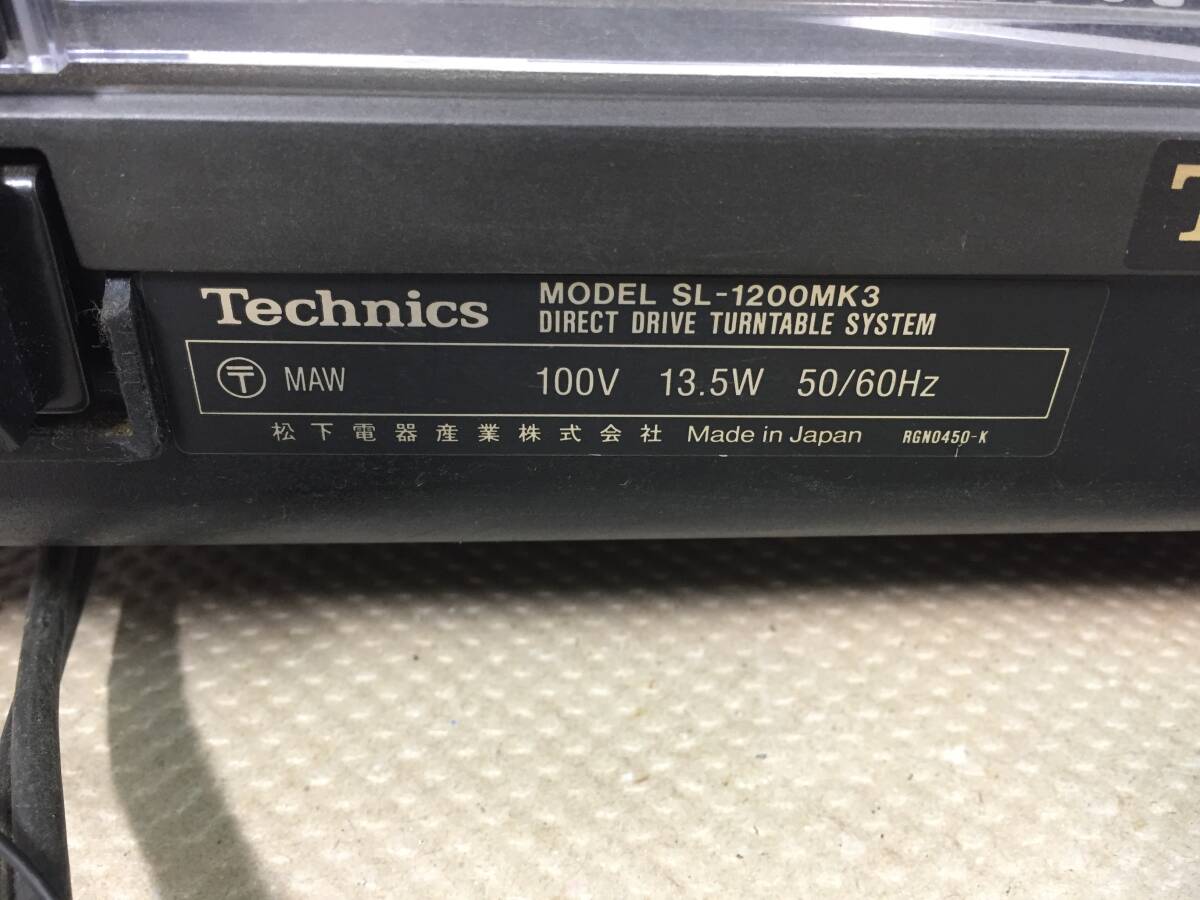 Technics
MODEL SL-1200MK3
DIRECT DRIVE TURNTABLE SYSTEM
〒 MAW 100V 13.5W 50/60Hz
松下電器産業株式会社 Made in Japan RGN0450-K
T